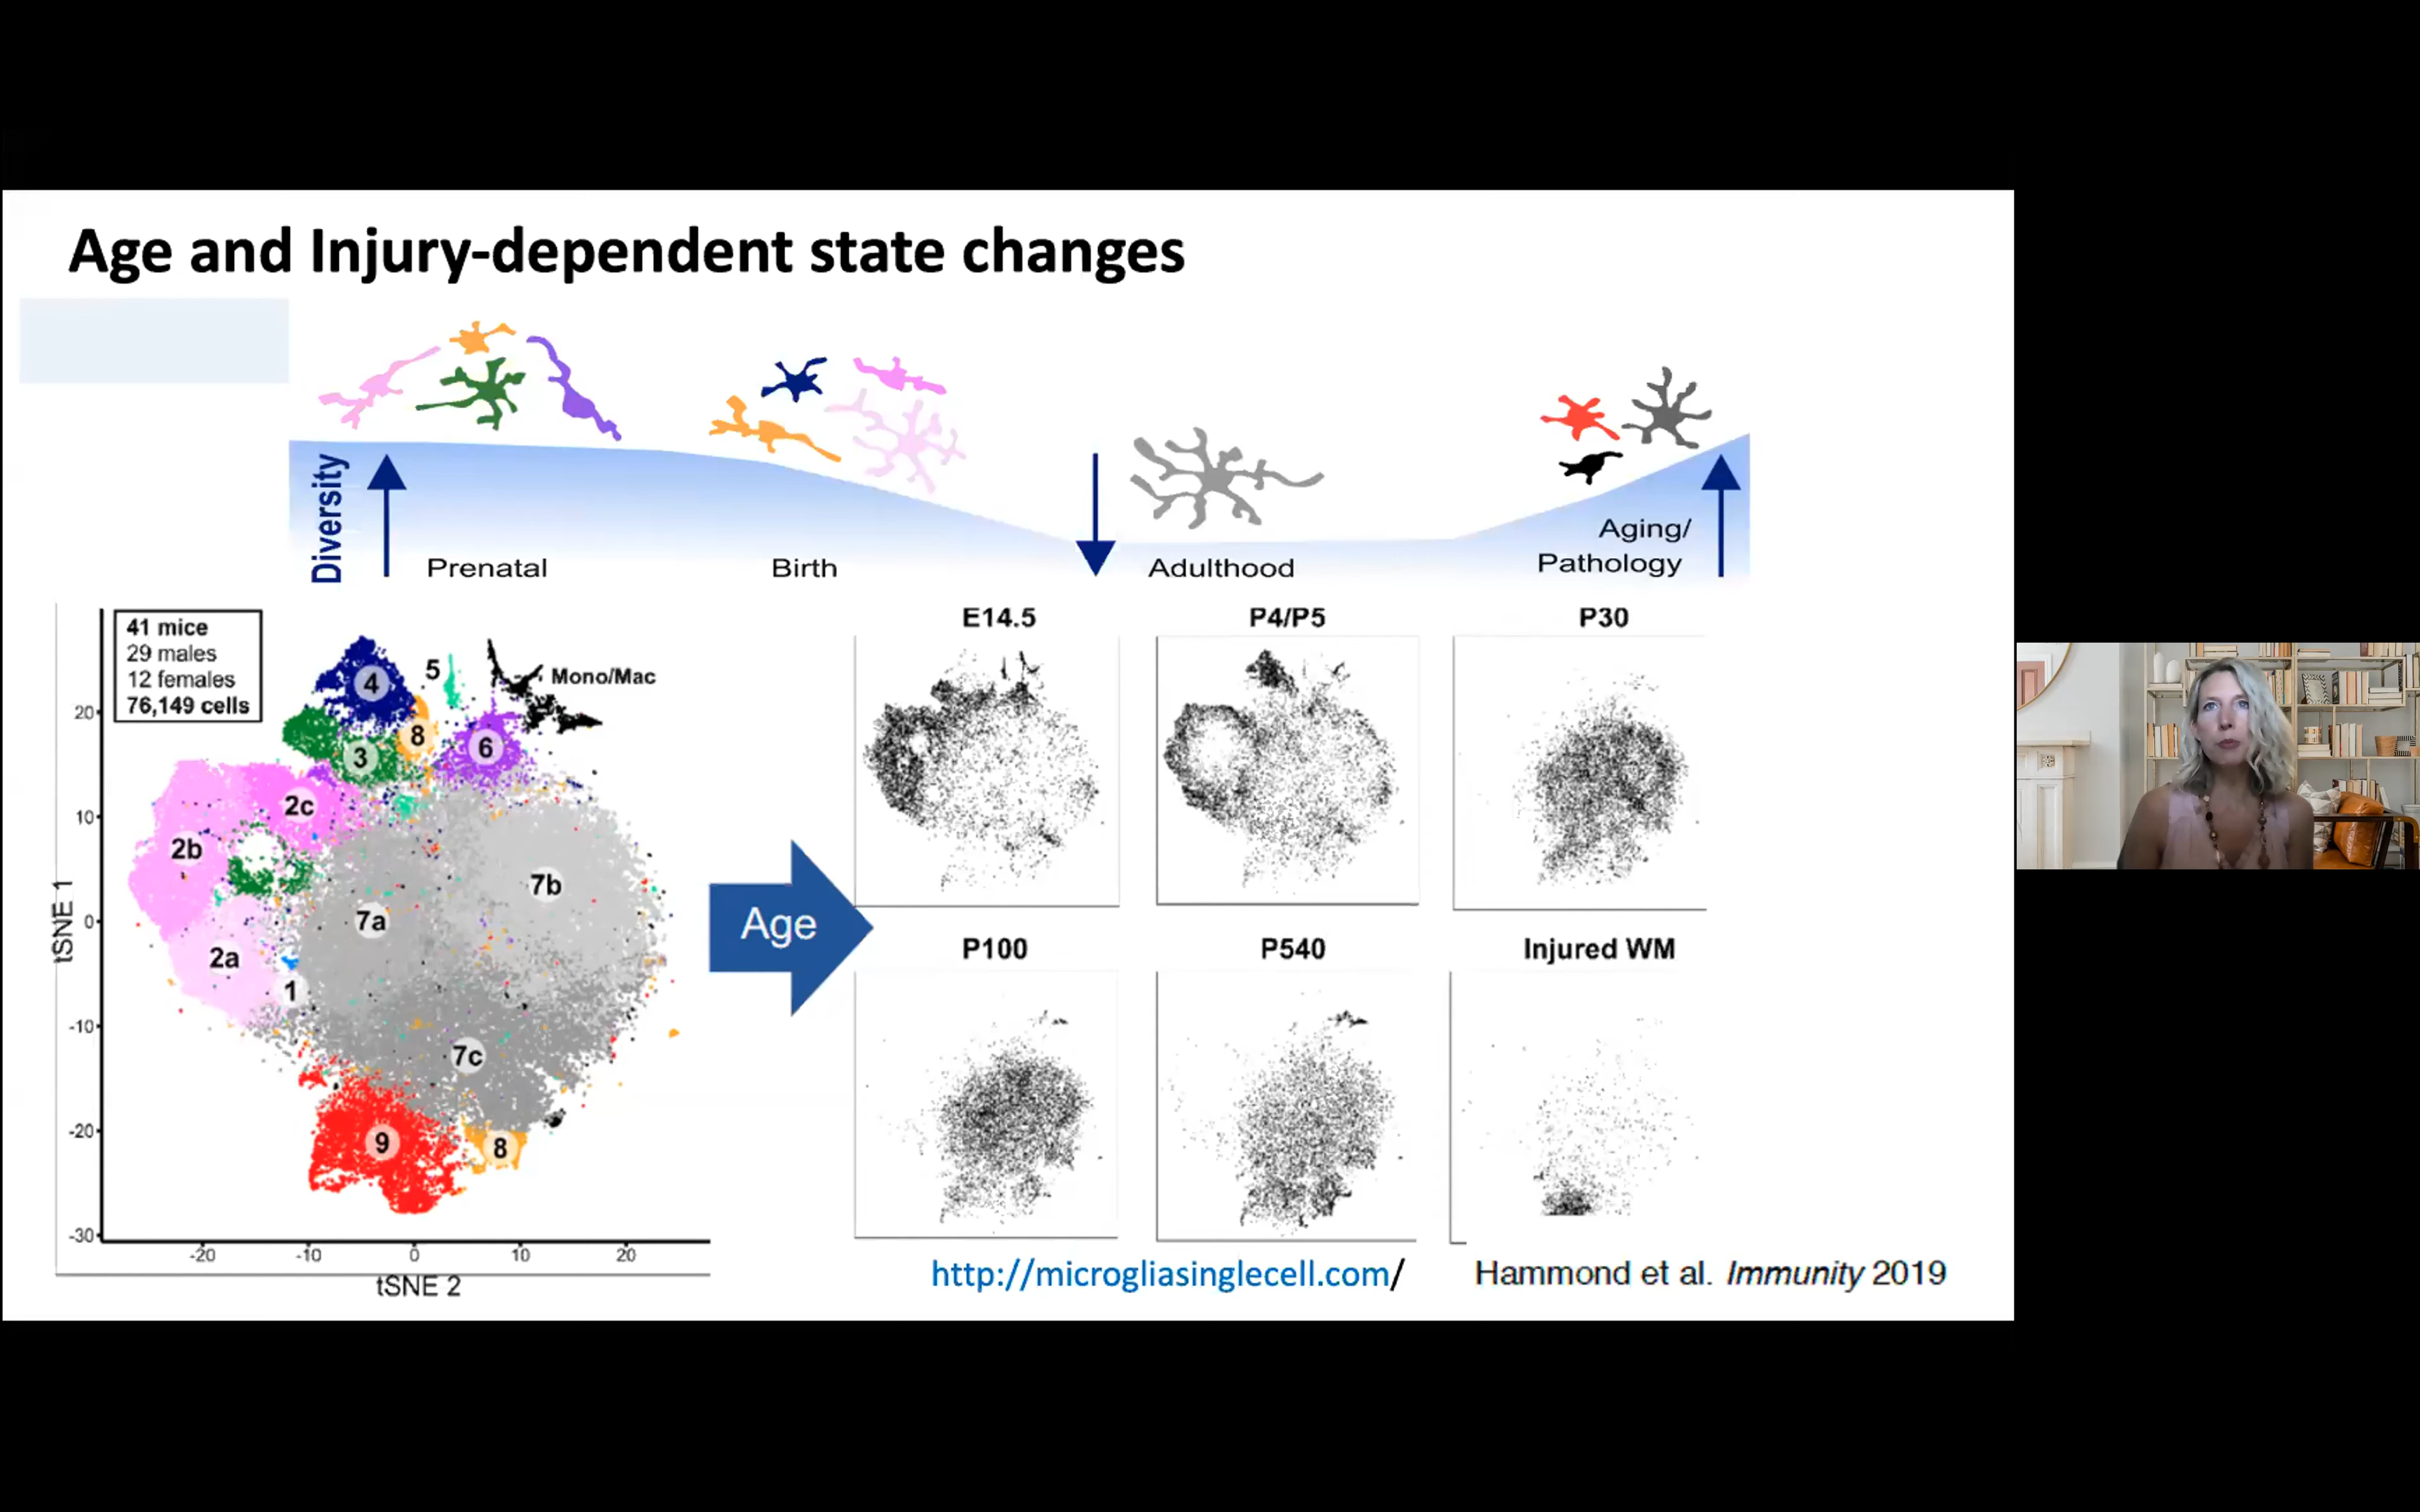 Age and Injury-dependent state changes
Diversity
Prenatal
Birth
Adulthood
Aging/
Pathology
41 mice
29 males
12 females
76,149 cells
4
5
Mono/Mac
8
6
3
2c
2b
7b
7a
2a
1
7c
9
8
20
10
0
-10
-20
-30
tSNE 1
-20
-10
0
10
20
tSNE 2
Age
E14.5
P4/P5
P30
P100
P540
Injured WM
http://microgliasinglecell.com/
Hammond et al. Immunity 2019